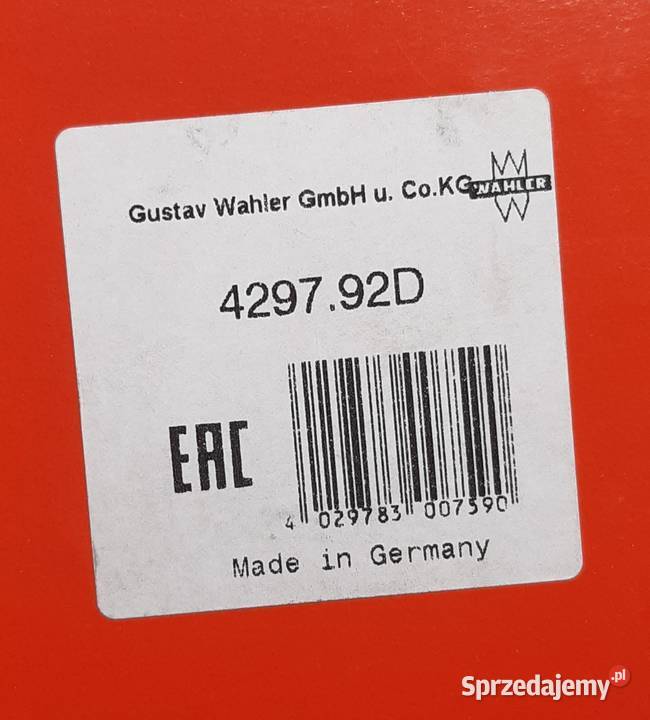 Gustav Wahler GmbH u. Co.KG
WAHLER
4297.92D
EAC
4 029783 007590
Made in Germany
Sprzedajemy.pl